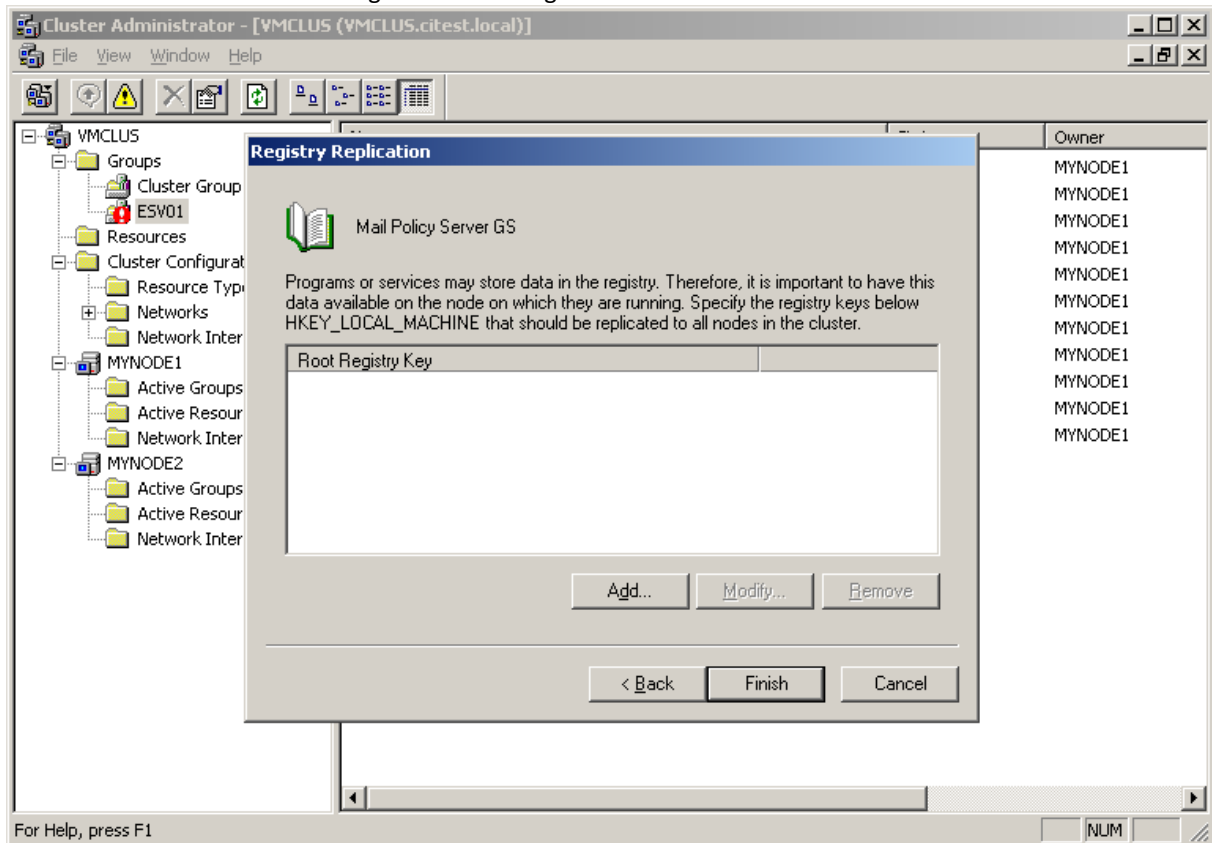 Cluster Administrator - [VMCLUS (VMCLUS.citest.local)]
File View Window Help
VMCLUS
Groups
Cluster Group
ESV01
Resources
Cluster Configurat
Resource Typ
Networks
Network Inter
MYNODE1
Active Groups
Active Resour
Network Inter
MYNODE2
Active Groups
Active Resour
Network Inter
Owner
MYNODE1
MYNODE1
MYNODE1
MYNODE1
MYNODE1
MYNODE1
MYNODE1
MYNODE1
MYNODE1
MYNODE1
MYNODE1
Registry Replication
Mail Policy Server GS
Programs or services may store data in the registry. Therefore, it is important to have this
data available on the node on which they are running. Specify the registry keys below
HKEY_LOCAL_MACHINE that should be replicated to all nodes in the cluster.
Root Registry Key
Add... Modify... Remove
< Back Finish Cancel
For Help, press F1
NUM